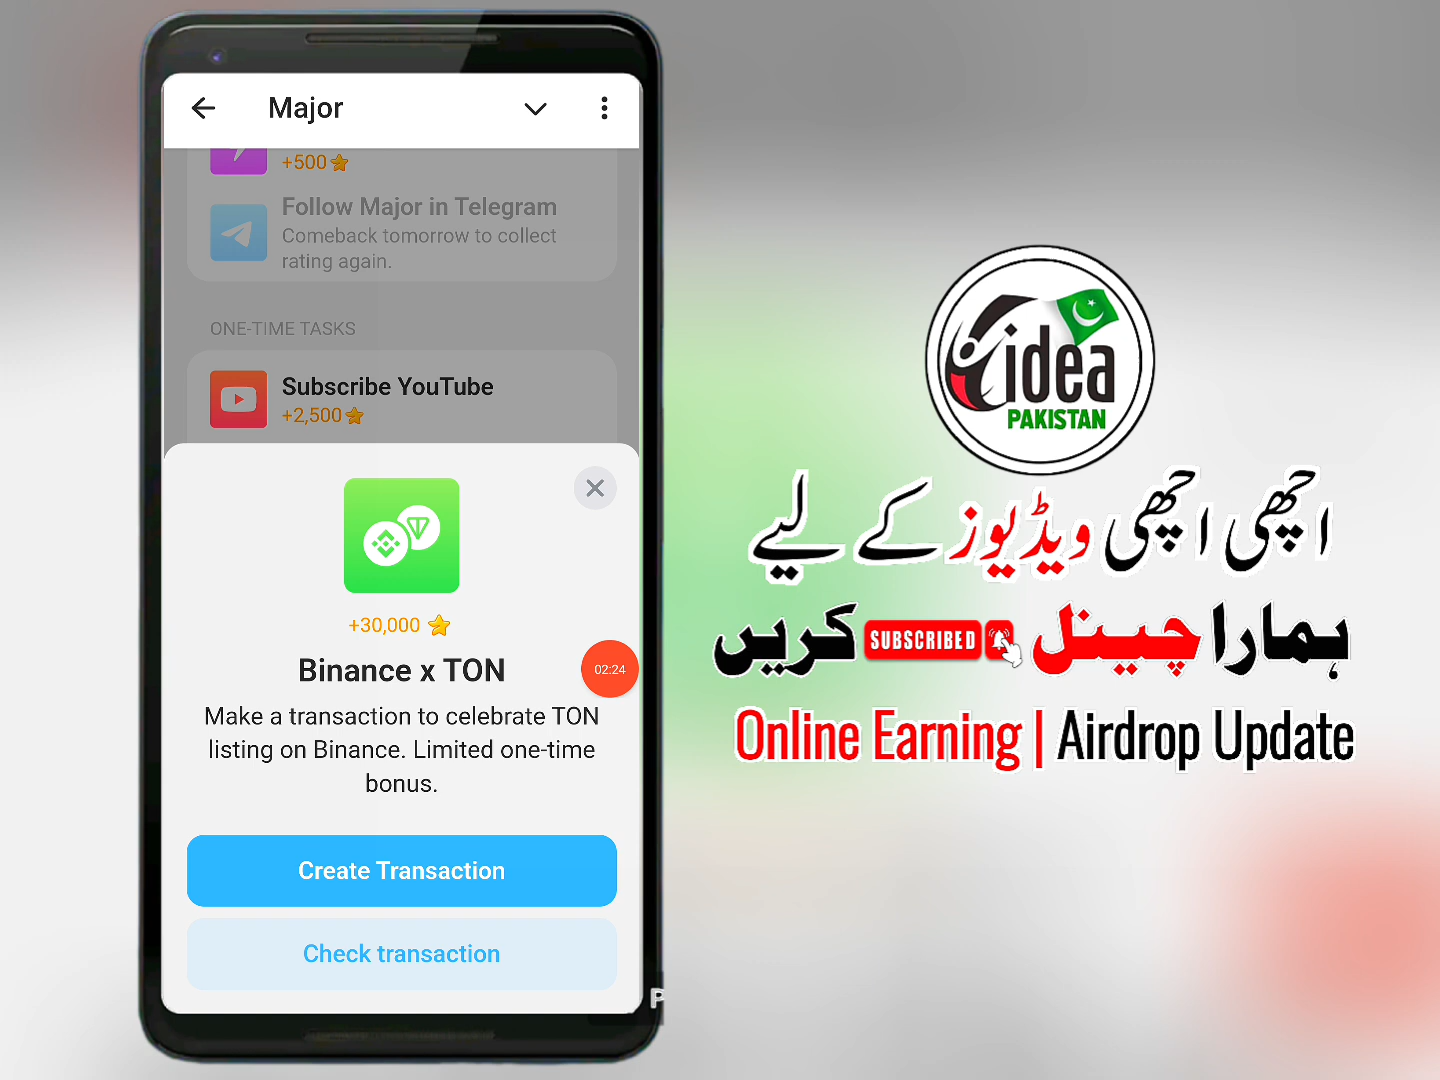 Major
+500
Follow Major in Telegram
Comeback tomorrow to collect
rating again.
ONE-TIME TASKS
Subscribe YouTube
+2,500
+30,000
Binance x TON
02:24
Make a transaction to celebrate TON
listing on Binance. Limited one-time
bonus.
Create Transaction
Check transaction
P
idea
PAKISTAN
اچھی اچھی ویڈیوز کے لیے
ہمارا چینل SUBSCRIBED کریں
Online Earning | Airdrop Update